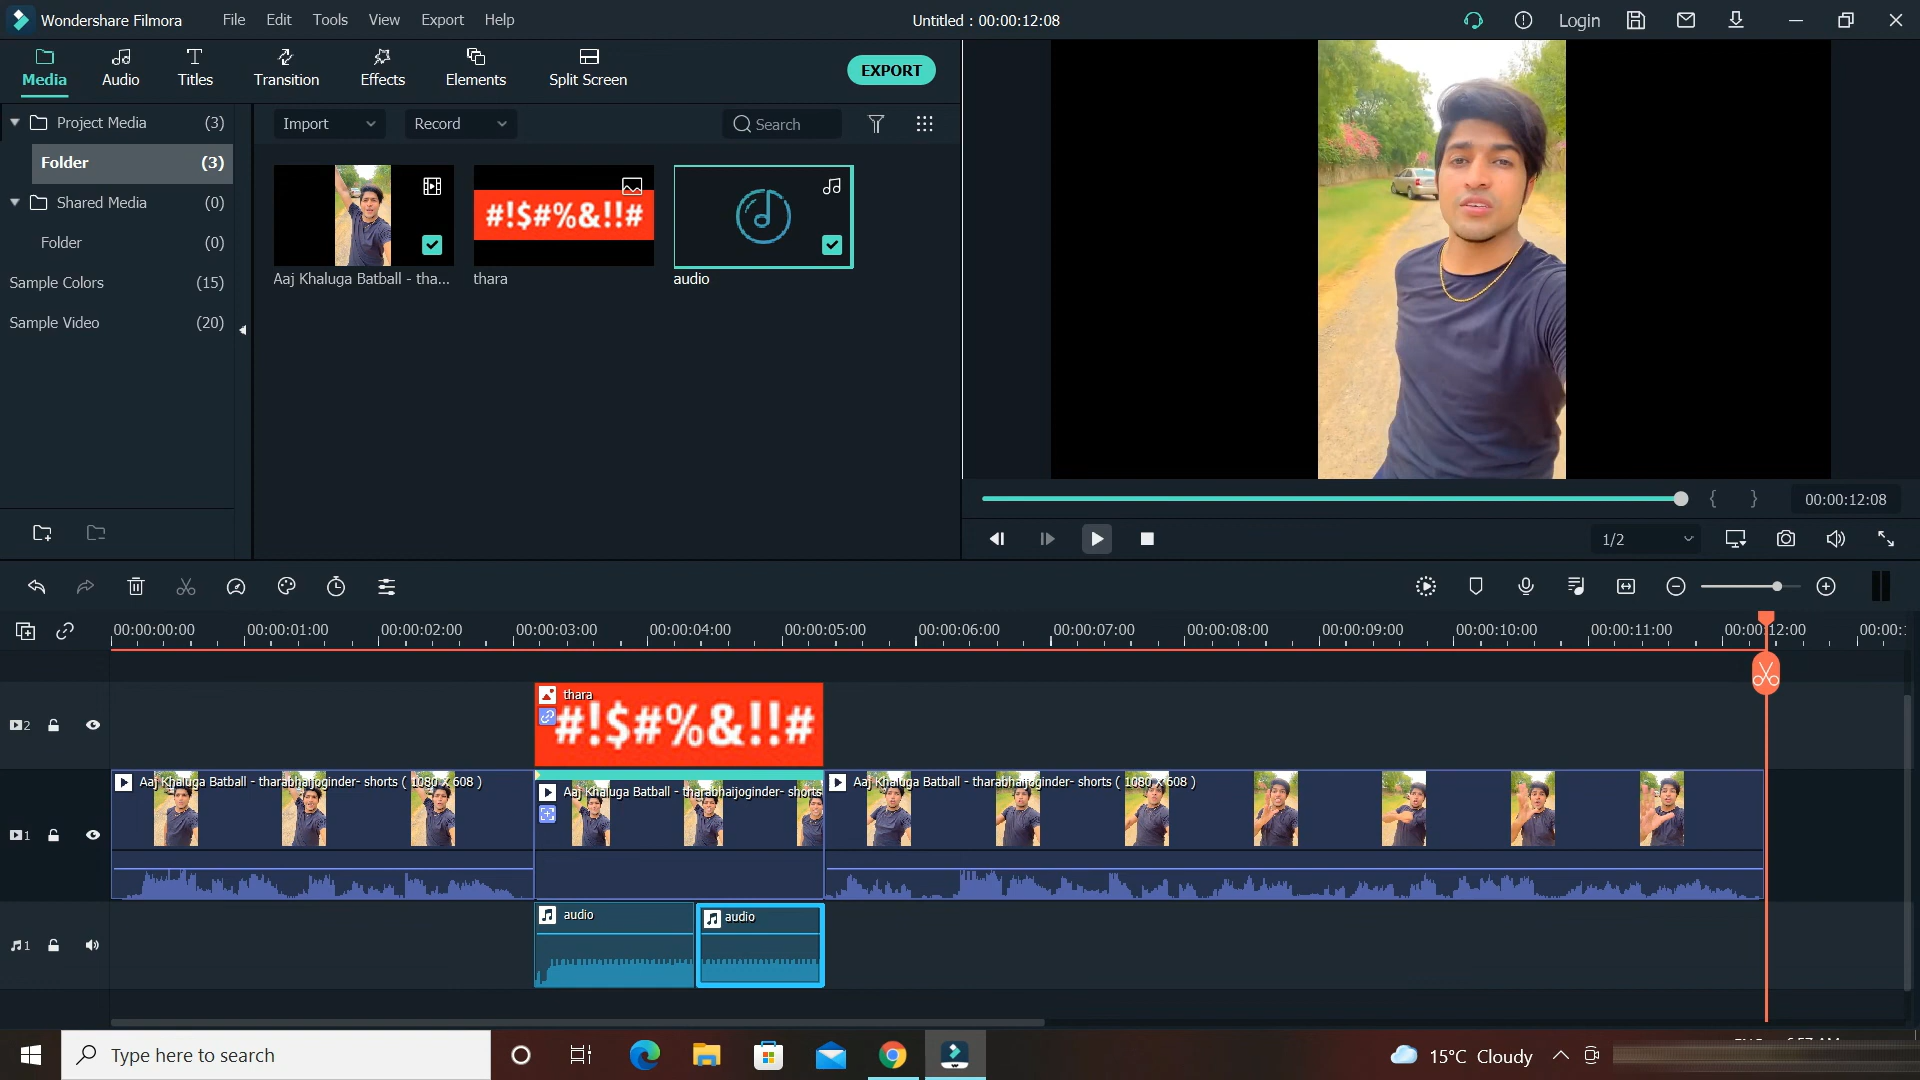 Wondershare Filmora File Edit Tools View Export Help Untitled : 00:00:12:08 Login
Media Audio Titles Transition Effects Elements Split Screen EXPORT
Project Media (3)
Folder (3)
Shared Media (0)
Folder (0)
Sample Colors (15)
Sample Video (20)
Import Record Search
#!$#%&!!#
Aaj Khaluga Batball - tha... thara audio
00:00:12:08
1/2
00:00:00:00 00:00:01:00 00:00:02:00 00:00:03:00 00:00:04:00 00:00:05:00 00:00:06:00 00:00:07:00 00:00:08:00 00:00:09:00 00:00:10:00 00:00:11:00 00:00:12:00 00:00:
thara
#!$#%&!!#
2
Aaj Khaluga Batball - tharabhaijoginder- shorts ( 1080 X 608 )
Aaj Khaluga Batball - tharabhaijoginder- shorts
Aaj Khaluga Batball - tharabhaijoginder- shorts ( 1080 X 608 )
1
audio audio
1
Type here to search 15°C Cloudy